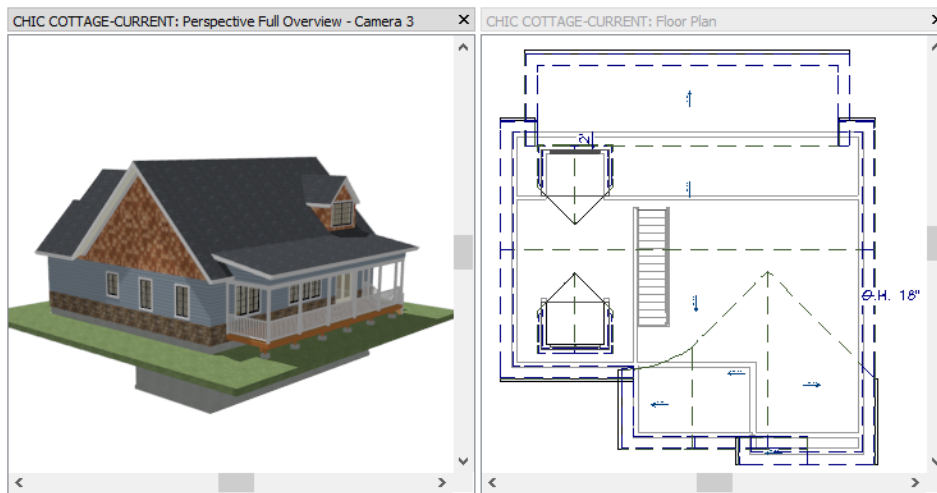 CHIC COTTAGE-CURRENT: Perspective Full Overview - Camera 3
CHIC COTTAGE-CURRENT: Floor Plan
2'
O.H. 18"